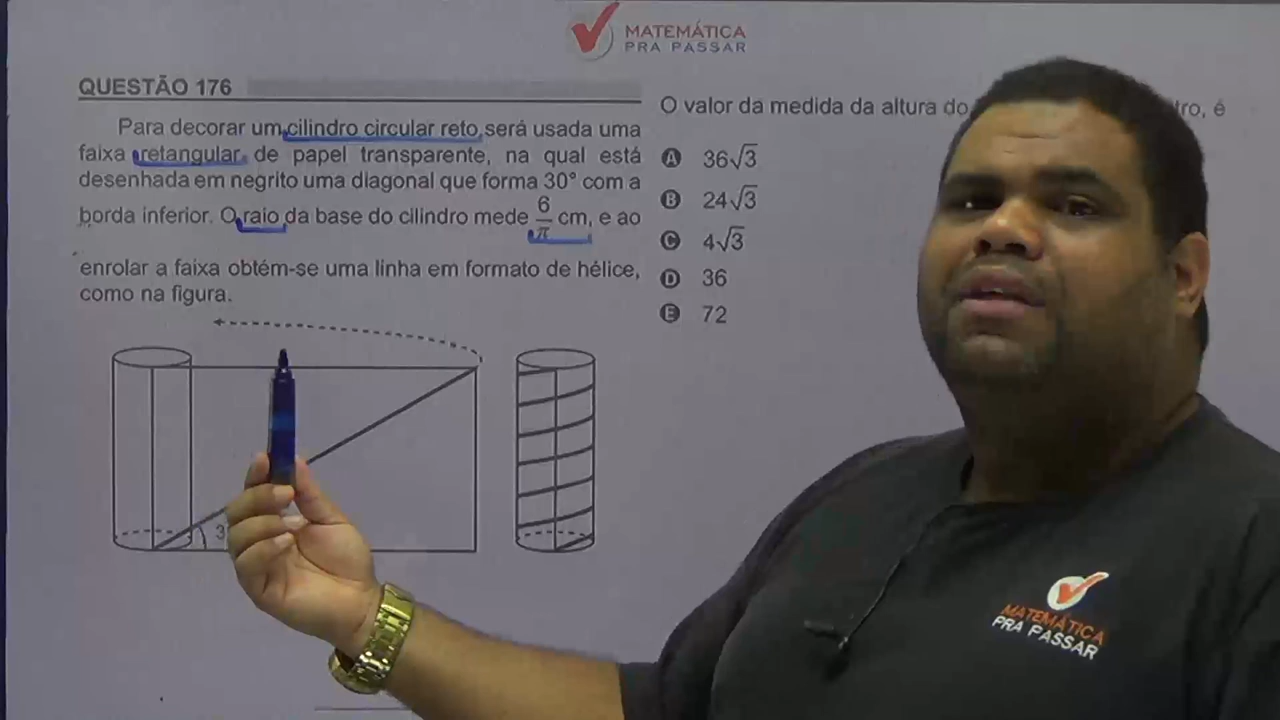 MATEMÁTICA
PRA PASSAR
QUESTÃO 176
Para decorar um cilindro circular reto será usada uma
faixa retangular de papel transparente, na qual está
desenhada em negrito uma diagonal que forma 30° com a
borda inferior. O raio da base do cilindro mede 6/π cm, e ao
enrolar a faixa obtém-se uma linha em formato de hélice,
como na figura.
O valor da medida da altura do é
A 36√3
B 24√3
C 4√3
D 36
E 72
MATEMÁTICA
PRA PASSAR